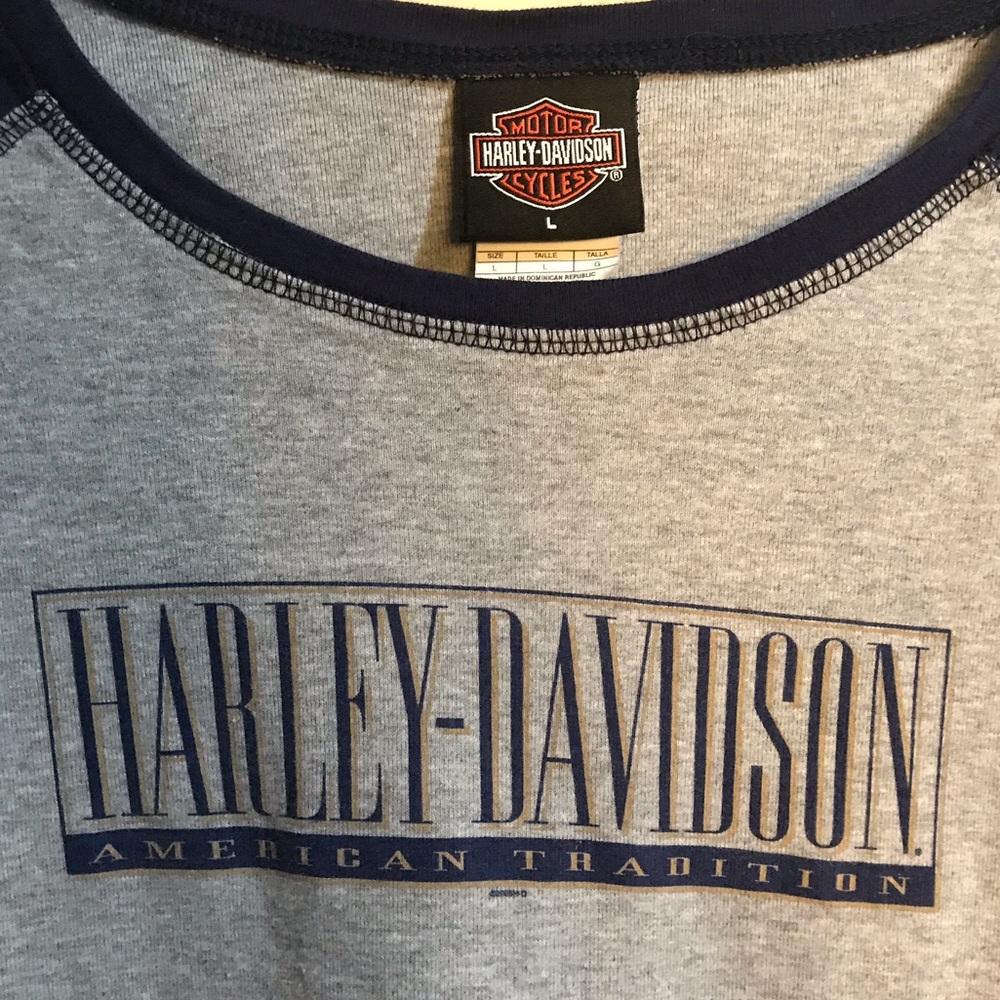 MOTOR
HARLEY-DAVIDSON
CYCLES
®
L
SIZE TAILLE TALLA
L L G
MADE IN DOMINICAN REPUBLIC
HARLEY-DAVIDSON.
AMERICAN TRADITION